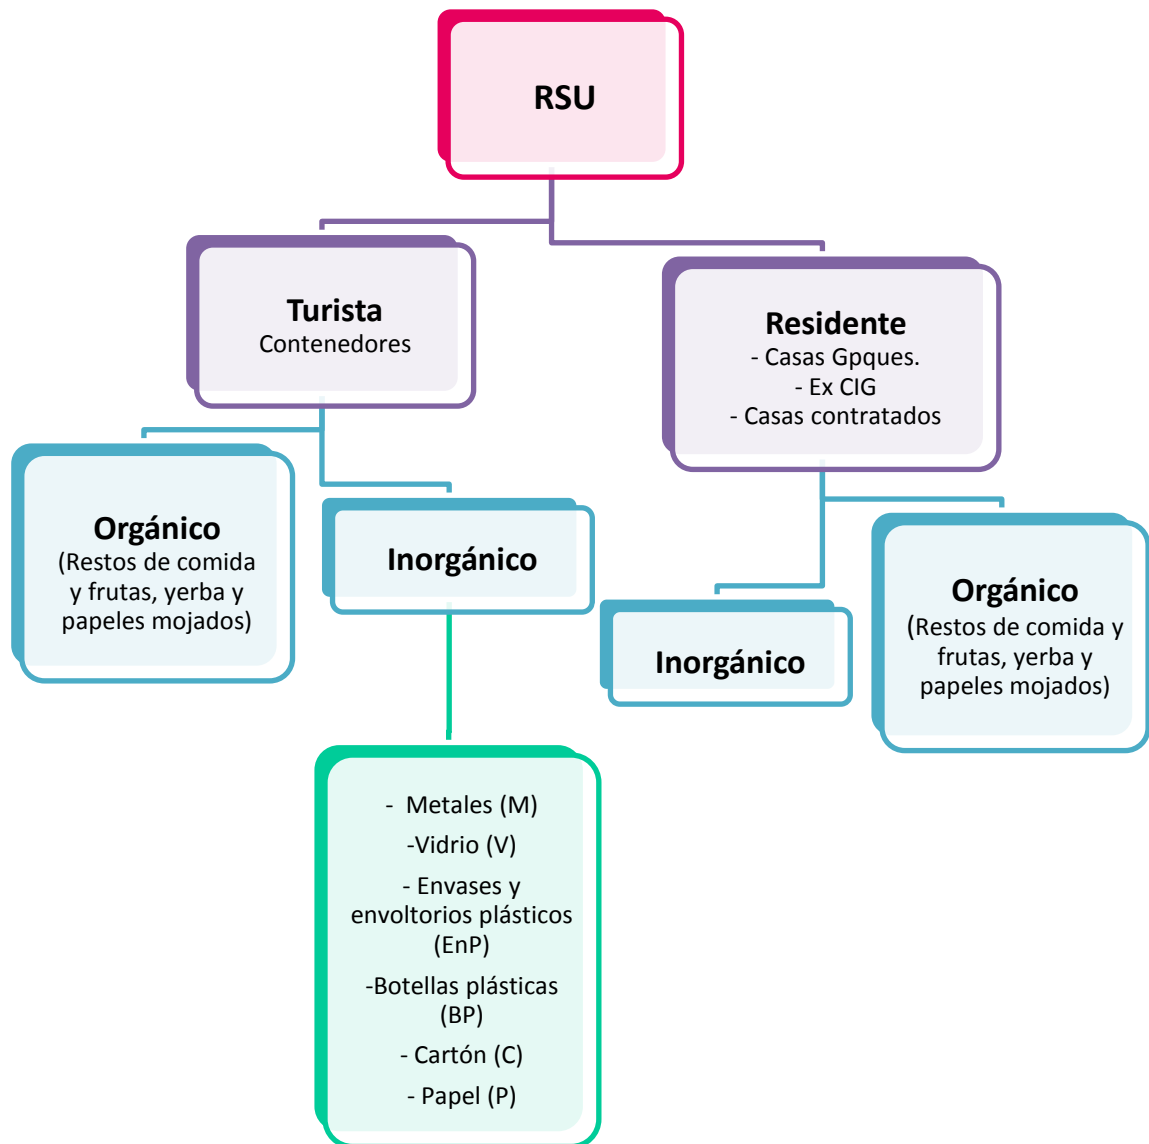 RSU
Turista
Contenedores
Residente
- Casas Gpques.
- Ex CIG
- Casas contratados
Orgánico
(Restos de comida
y frutas, yerba y
papeles mojados)
Inorgánico
Inorgánico
Orgánico
(Restos de comida y
frutas, yerba y
papeles mojados)
- Metales (M)
-Vidrio (V)
- Envases y
envoltorios plásticos
(EnP)
-Botellas plásticas
(BP)
- Cartón (C)
- Papel (P)